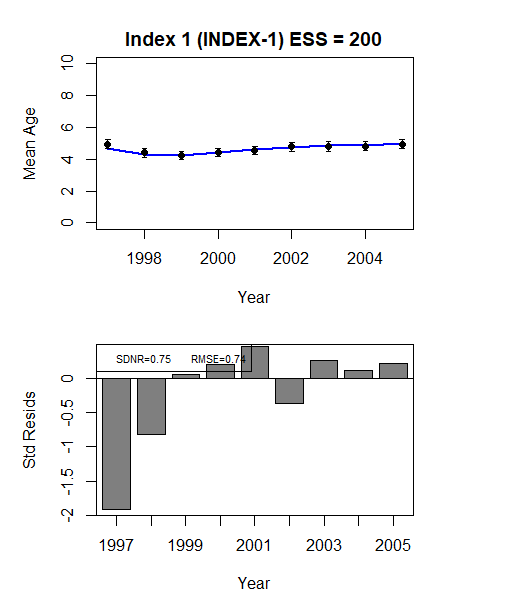 Index 1 (INDEX-1) ESS = 200
Mean Age
10
8
6
4
2
0
1998 2000 2002 2004
Year
SDNR=0.75 RMSE=0.74
Std Resids
0
-0.5
-1
-1.5
-2
1997 1999 2001 2003 2005
Year